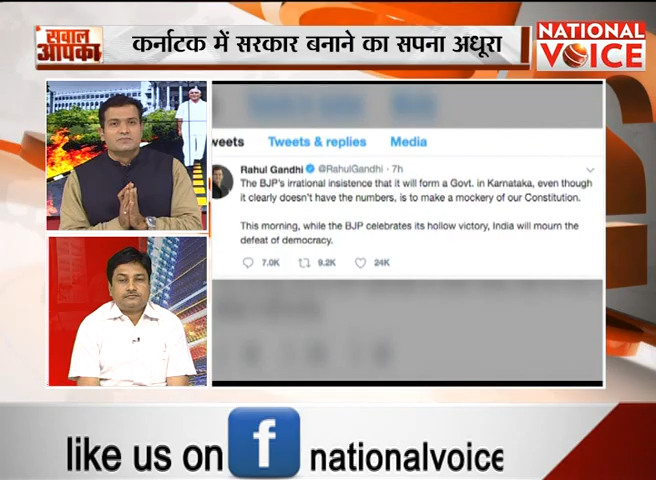 सवाल
आपका
कर्नाटक में सरकार बनाने का सपना अधूरा
NATIONAL
VOICE
weets Tweets & replies Media
Rahul Gandhi @RahulGandhi · 7h
The BJP's irrational insistence that it will form a Govt. in Karnataka, even though
it clearly doesn't have the numbers, is to make a mockery of our Constitution.
This morning, while the BJP celebrates its hollow victory, India will mourn the
defeat of democracy.
7.0K 9.2K 24K
like us on f nationalvoice